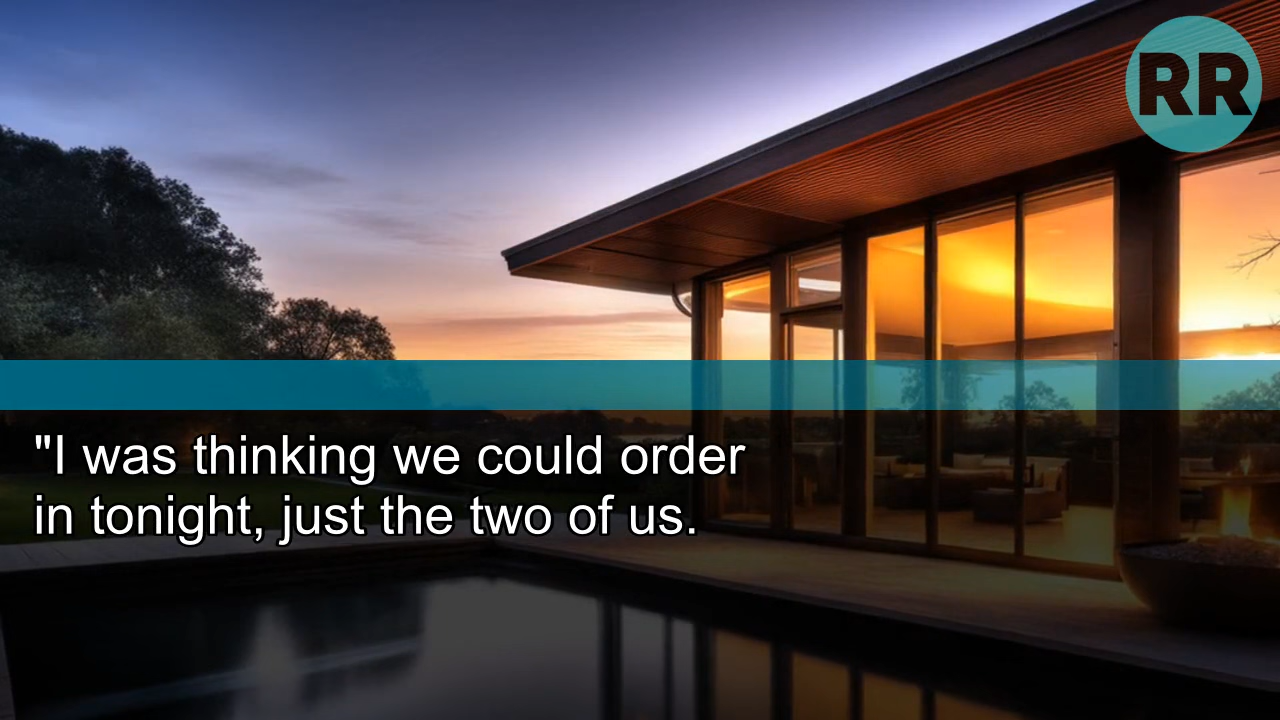 RR
"I was thinking we could order
in tonight, just the two of us.